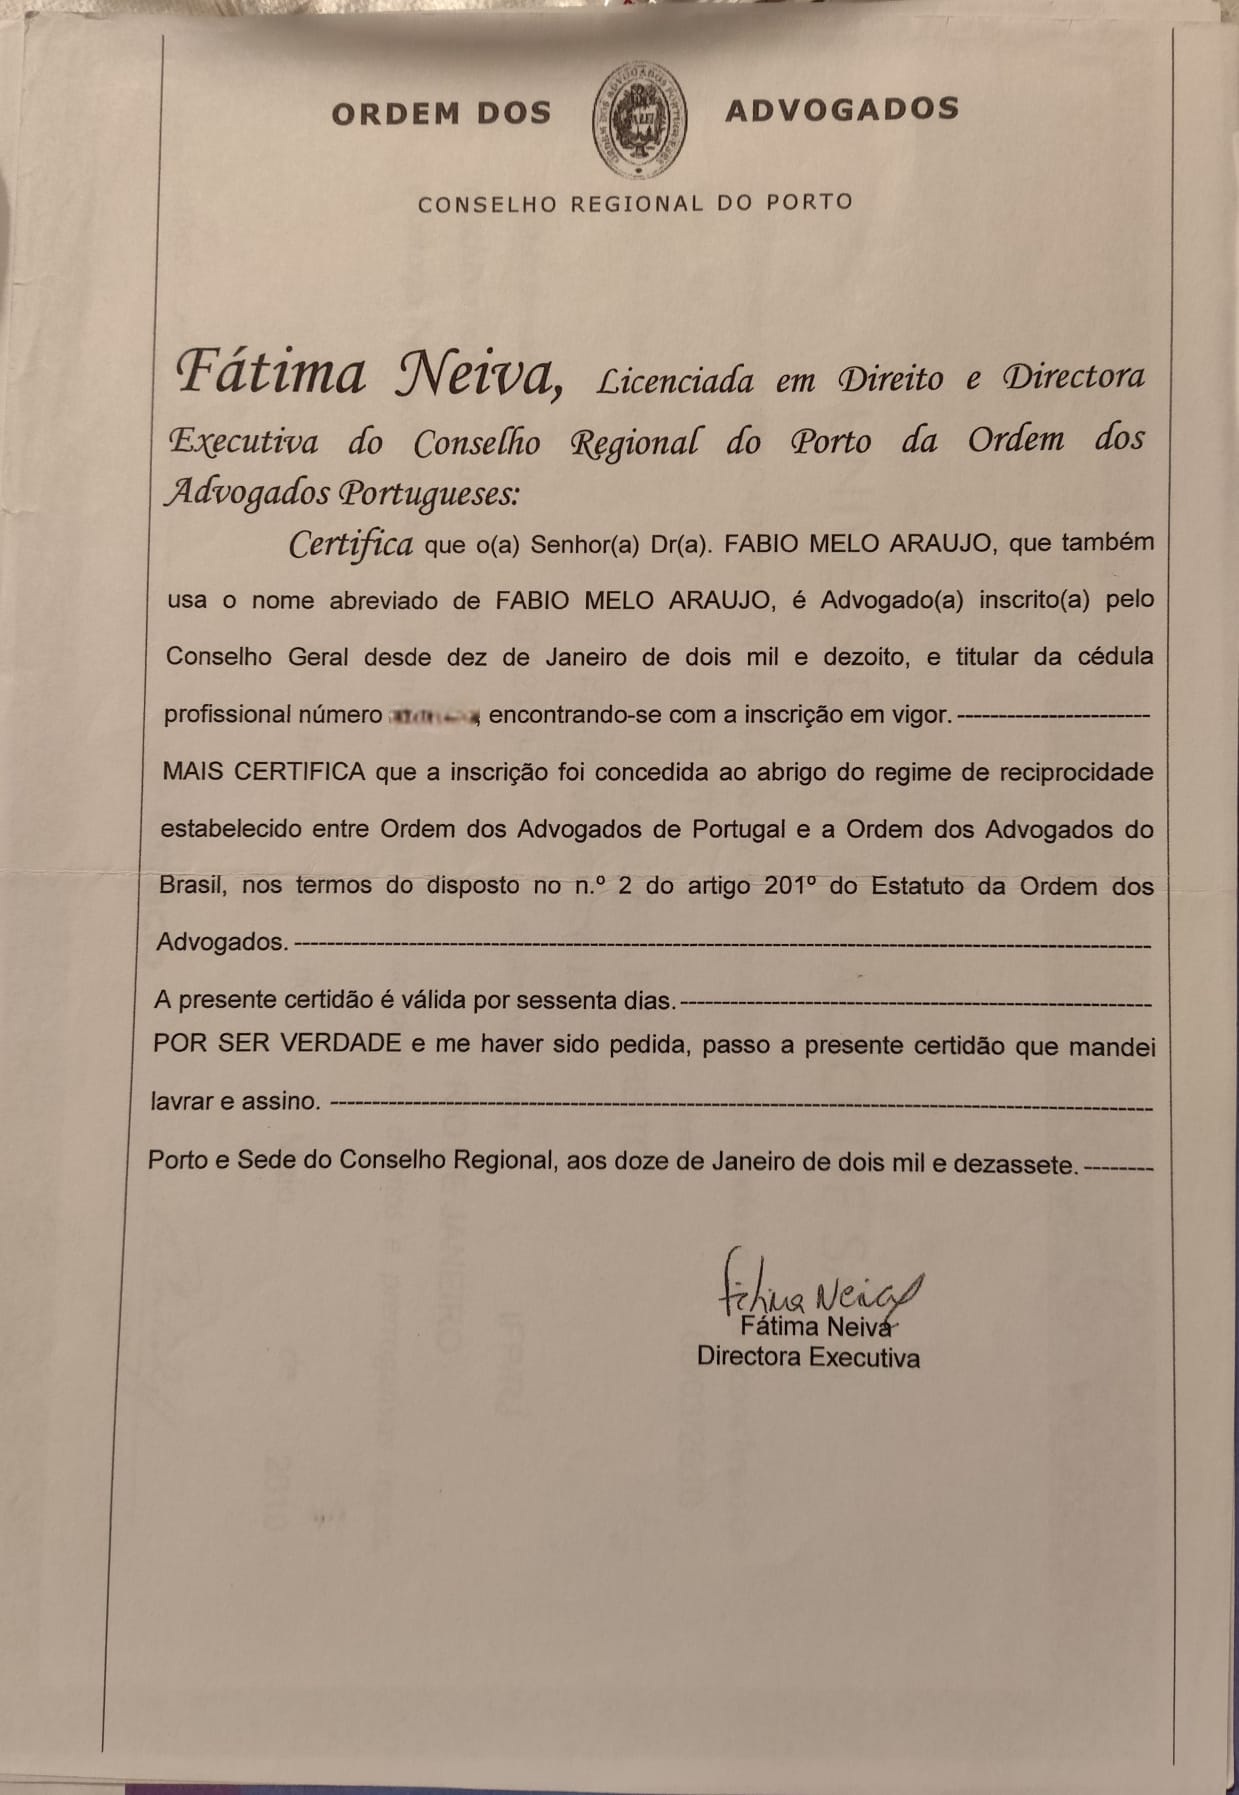 ORDEM DOS ADVOGADOS
CONSELHO REGIONAL DO PORTO
Fátima Neiva, Licenciada em Direito e Directora
Executiva do Conselho Regional do Porto da Ordem dos
Advogados Portugueses:
Certifica que o(a) Senhor(a) Dr(a). FABIO MELO ARAUJO, que também
usa o nome abreviado de FABIO MELO ARAUJO, é Advogado(a) inscrito(a) pelo
Conselho Geral desde dez de Janeiro de dois mil e dezoito, e titular da cédula
profissional número , encontrando-se com a inscrição em vigor. -----------------------
MAIS CERTIFICA que a inscrição foi concedida ao abrigo do regime de reciprocidade
estabelecido entre Ordem dos Advogados de Portugal e a Ordem dos Advogados do
Brasil, nos termos do disposto no n.º 2 do artigo 201º do Estatuto da Ordem dos
Advogados. --------------------------------------------------------------------------------------------------------
A presente certidão é válida por sessenta dias. ---------------------------------------------------------
POR SER VERDADE e me haver sido pedida, passo a presente certidão que mandei
lavrar e assino. ----------------------------------------------------------------------------------------------------
Porto e Sede do Conselho Regional, aos doze de Janeiro de dois mil e dezassete. --------
Fátima Neiva
Fátima Neiva
Directora Executiva